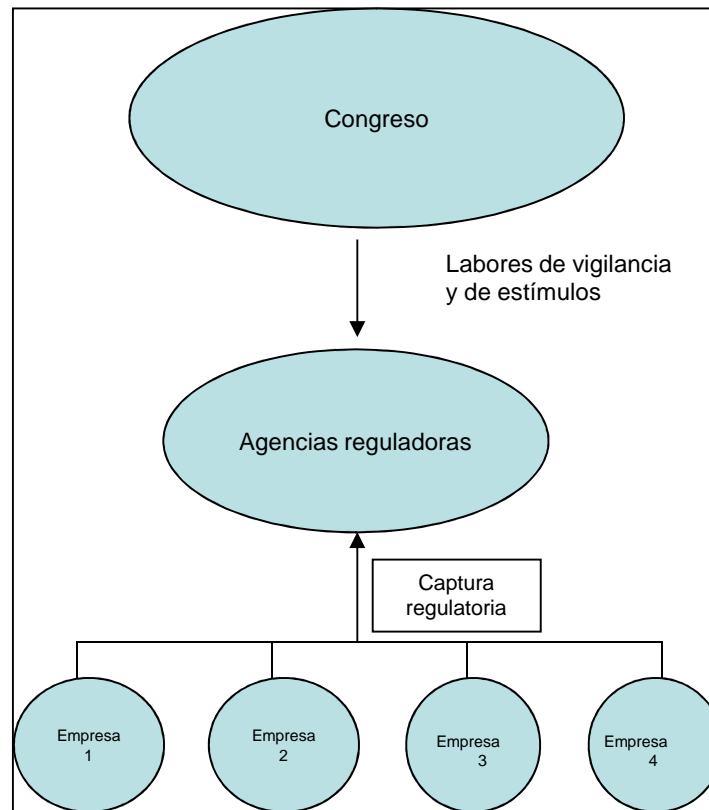 Congreso
Labores de vigilancia
y de estímulos
Agencias reguladoras
Captura
regulatoria
Empresa
1
Empresa
2
Empresa
3
Empresa
4